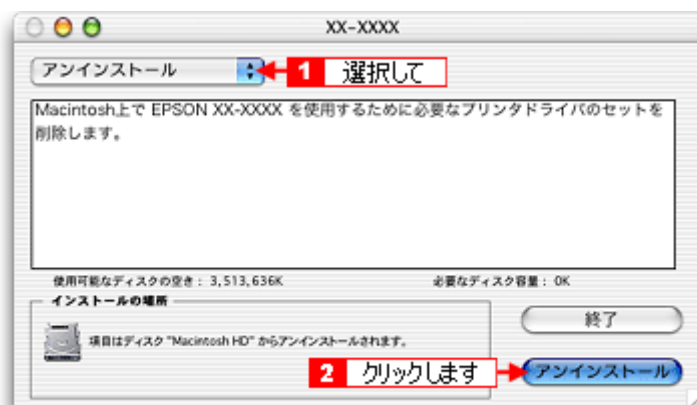 XX-XXXX
アンインストール 1 選択して
Macintosh上で EPSON XX-XXXX を使用するために必要なプリンタドライバのセットを
削除します。
使用可能なディスクの空き： 3,513,636K 必要なディスク容量： 0K
インストールの場所
項目はディスク "Macintosh HD" からアンインストールされます。
終了
2 クリックします アンインストール